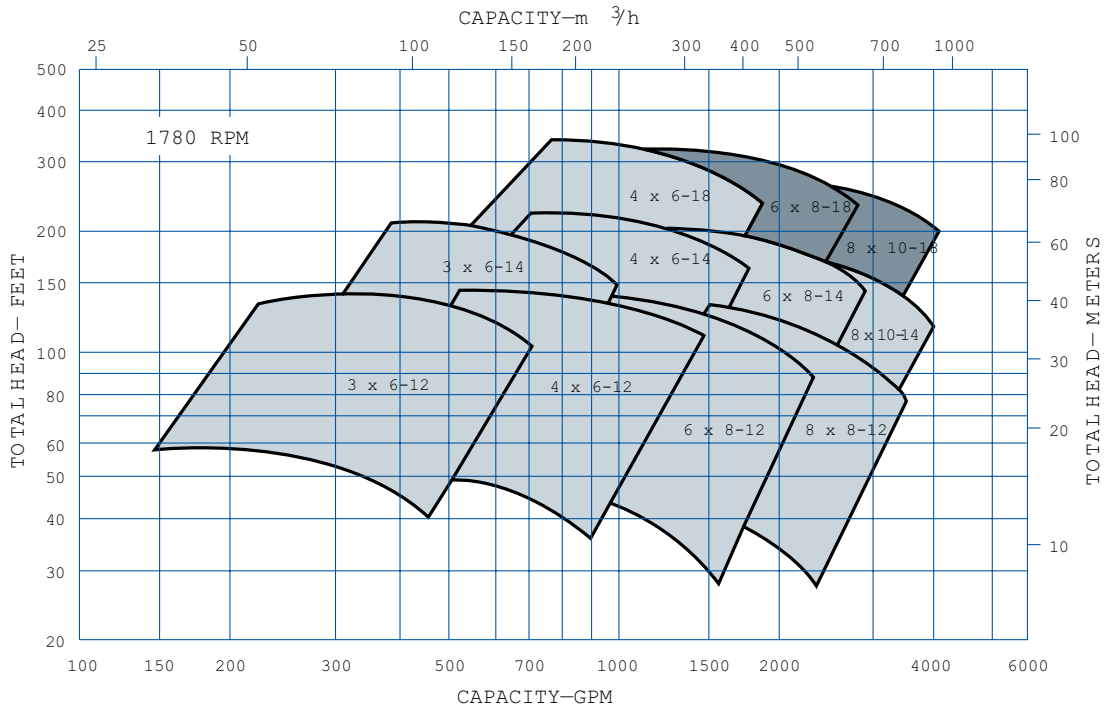 CAPACITY—m 3/h
25 50 100 150 200 300 400 500 700 1000
1780 RPM
TOTAL HEAD— FEET
500
400
300
200
150
100
80
60
50
40
30
20
TOTAL HEAD— METERS
100
80
60
40
30
20
10
4 x 6-18
6 x 8-18
8 x 10-18
3 x 6-14
4 x 6-14
6 x 8-14
8x10-14
3 x 6-12
4 x 6-12
6 x 8-12
8 x 8-12
100 150 200 300 500 700 1000 1500 2000 4000 6000
CAPACITY—GPM